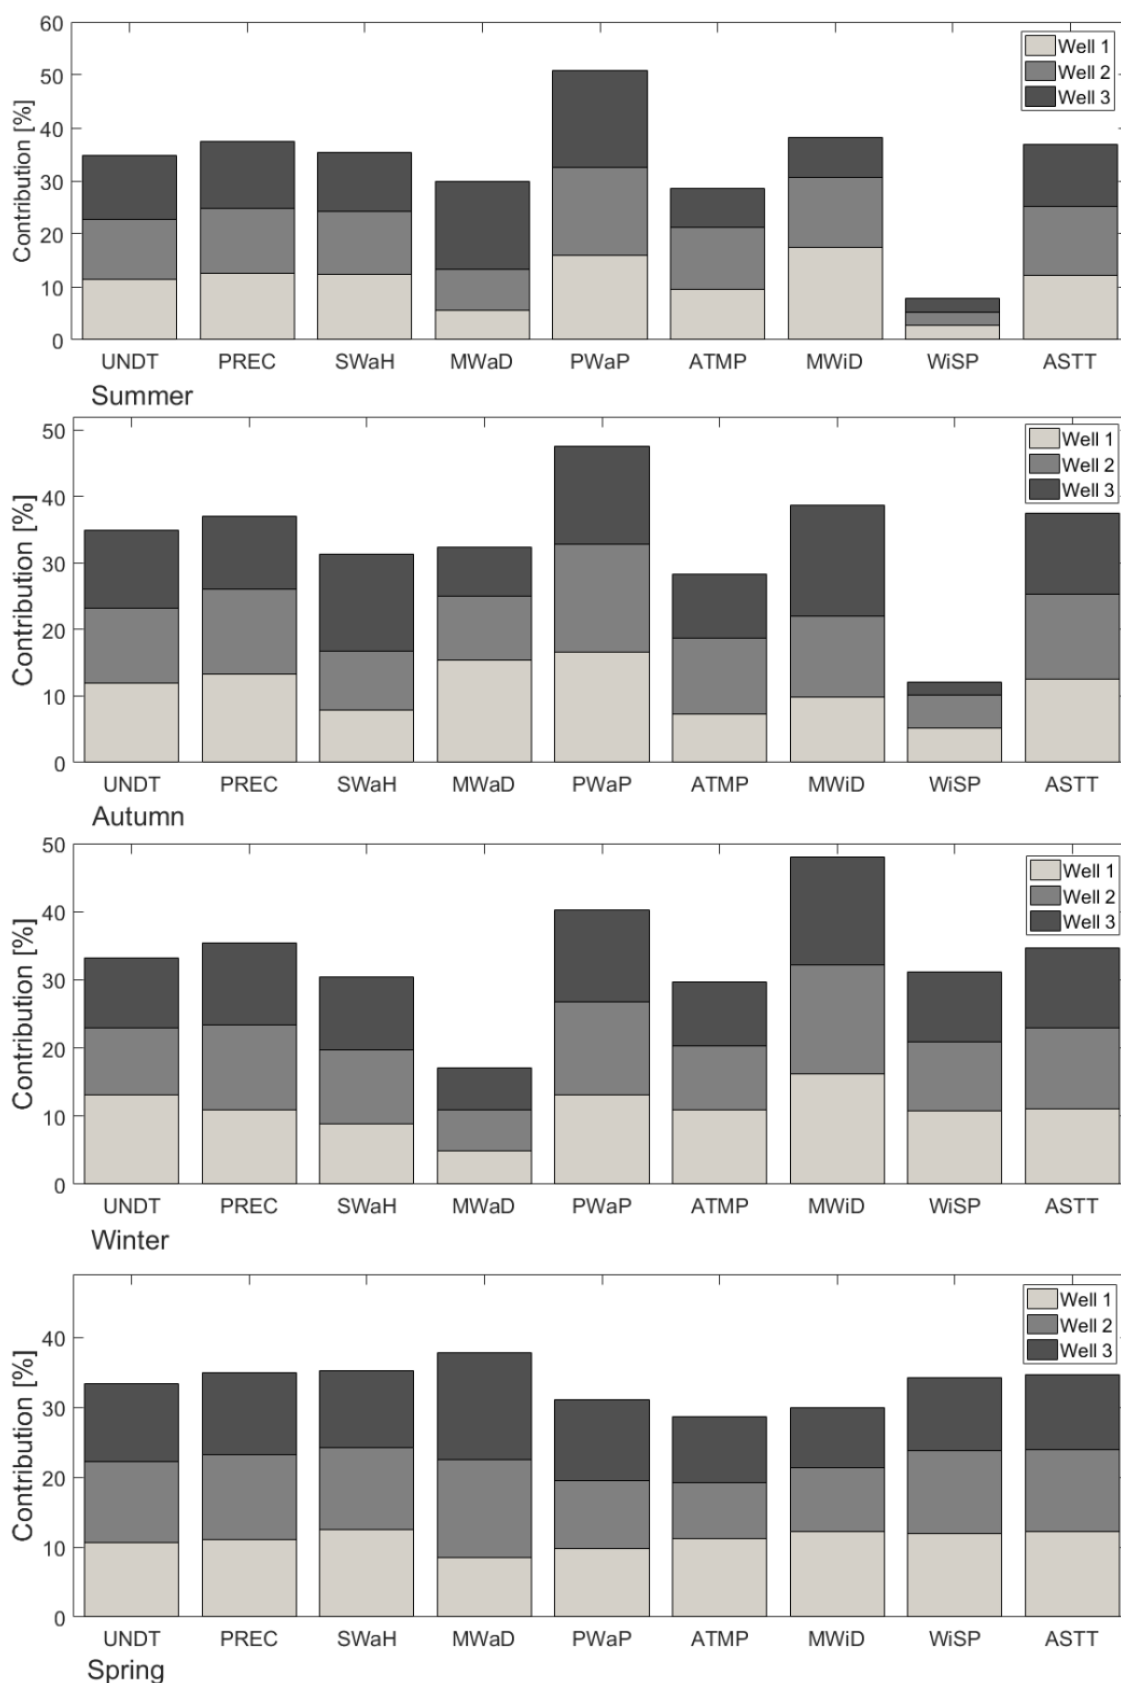 60
50
40
30
20
10
0
Contribution [%]
Well 1
Well 2
Well 3
UNDT PREC SWaH MWaD PWaP ATMP MWiD WiSP ASTT
Summer
50
40
30
20
10
0
Contribution [%]
Well 1
Well 2
Well 3
UNDT PREC SWaH MWaD PWaP ATMP MWiD WiSP ASTT
Autumn
50
40
30
20
10
0
Contribution [%]
Well 1
Well 2
Well 3
UNDT PREC SWaH MWaD PWaP ATMP MWiD WiSP ASTT
Winter
40
30
20
10
0
Contribution [%]
Well 1
Well 2
Well 3
UNDT PREC SWaH MWaD PWaP ATMP MWiD WiSP ASTT
Spring